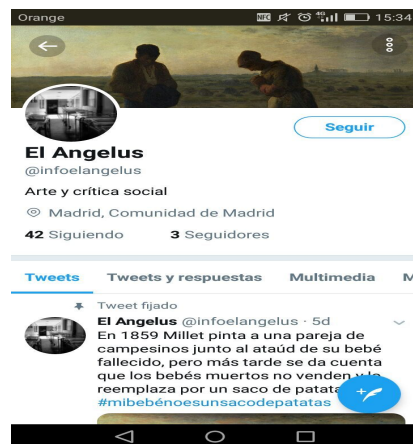 Orange 4G 15:34
Seguir
El Angelus
@infoelangelus
Arte y crítica social
Madrid, Comunidad de Madrid
42 Siguiendo 3 Seguidores
Tweets Tweets y respuestas Multimedia
Tweet fijado
El Angelus @infoelangelus · 5d
En 1859 Millet pinta a una pareja de
campesinos junto al ataúd de su bebé
fallecido, pero más tarde se da cuenta
que los bebés muertos no venden y lo
reemplaza por un saco de patata
#mibebénoesunsacodepatatas